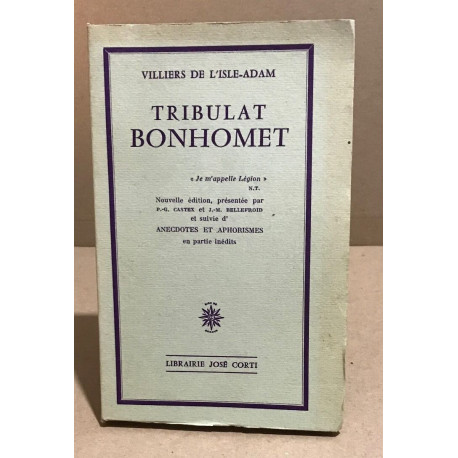 VILLIERS DE L'ISLE-ADAM
TRIBULAT
BONHOMET
« Je m'appelle Légion »
N.T.
Nouvelle édition, présentée par
P.-G. CASTEX et J.-M. BELLEFROID
et suivie d'
ANECDOTES ET APHORISMES
en partie inédits
LIBRAIRIE JOSÉ CORTI